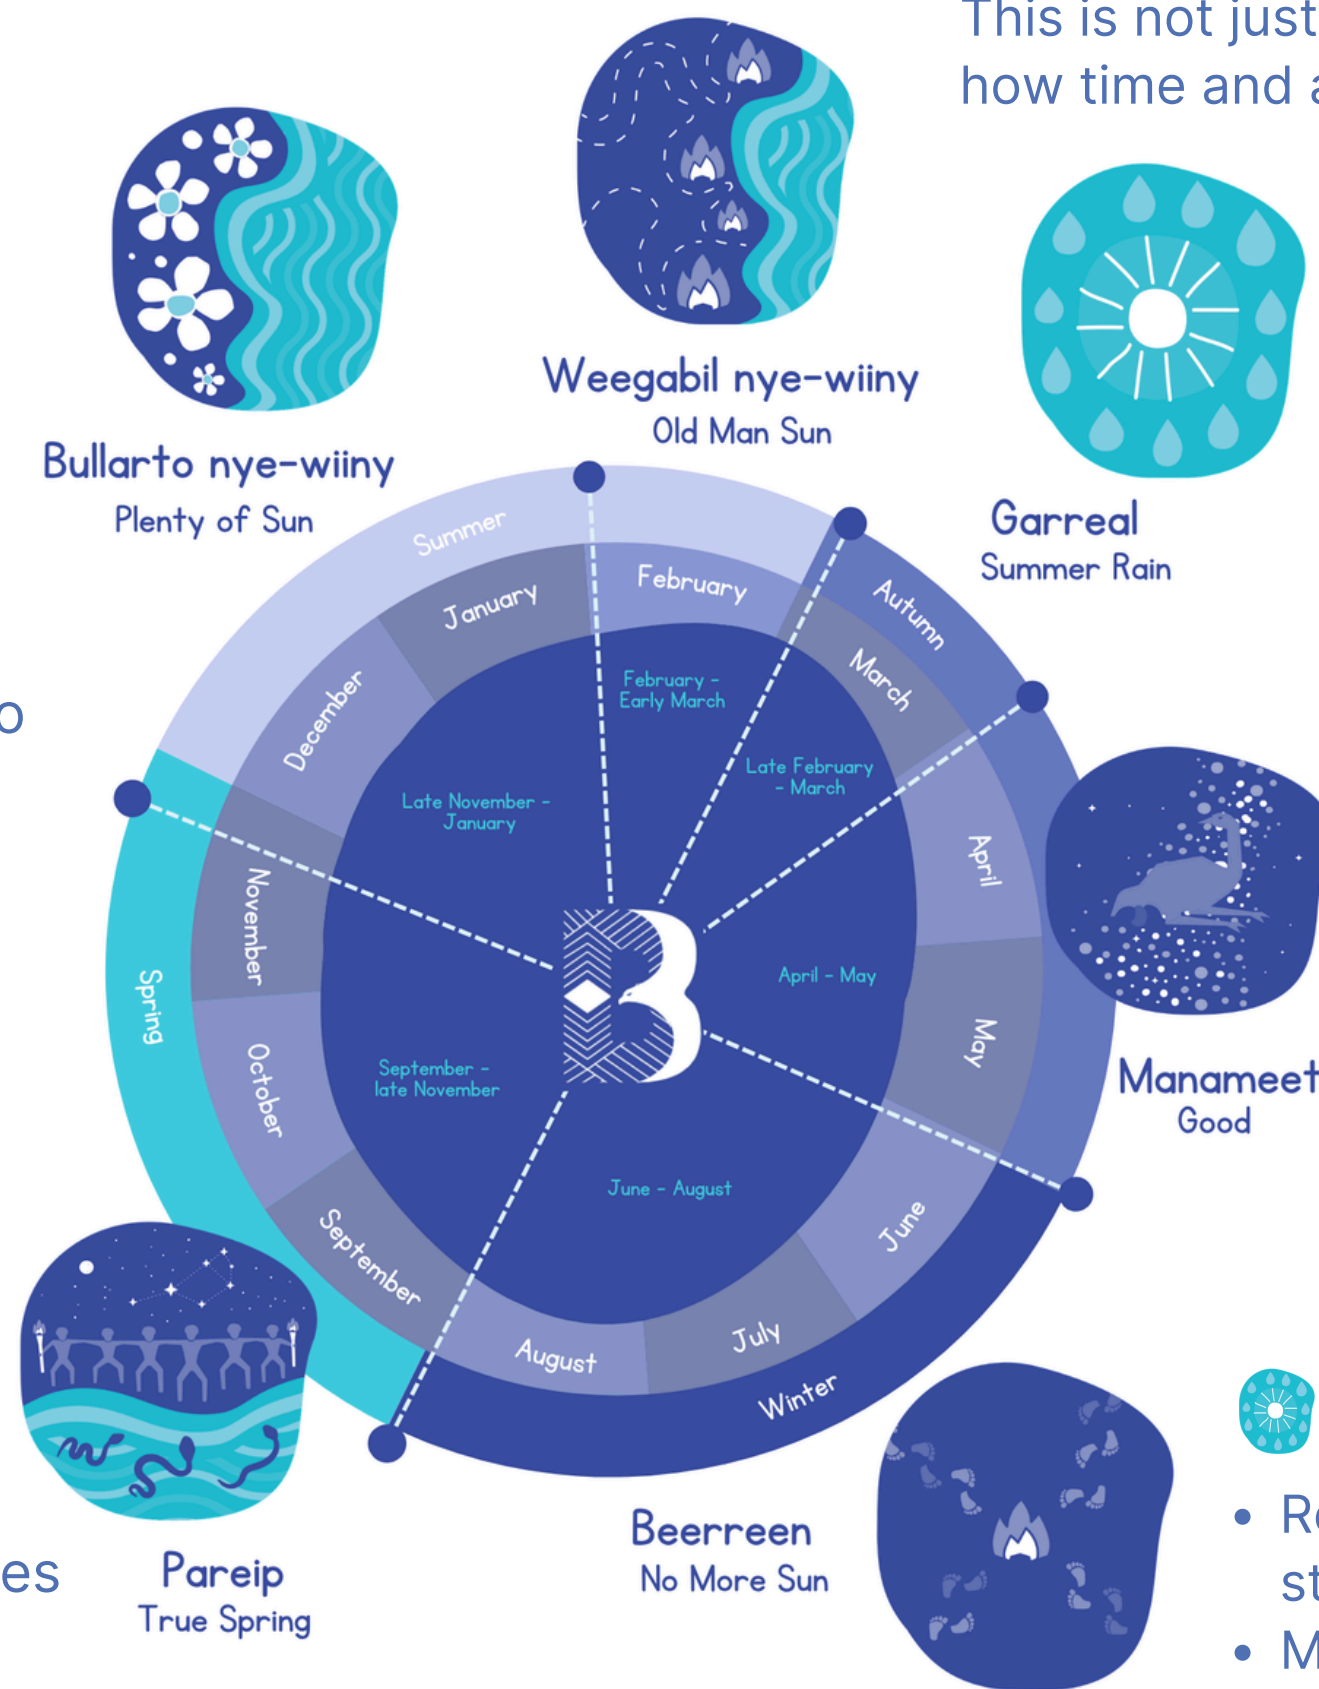 This is not just
how time and a
Weegabil nye-wiiny
Old Man Sun
Bullarto nye-wiiny
Plenty of Sun
Garreal
Summer Rain
Summer
January
February
Autumn
March
December
February -
Early March
Late February
- March
Late November -
January
o
April
November
Spring
April - May
May
October
September -
late November
Manameet
Good
June - August
June
September
July
August
Winter
Beerreen
No More Sun
Pareip
True Spring
es
R
st
M